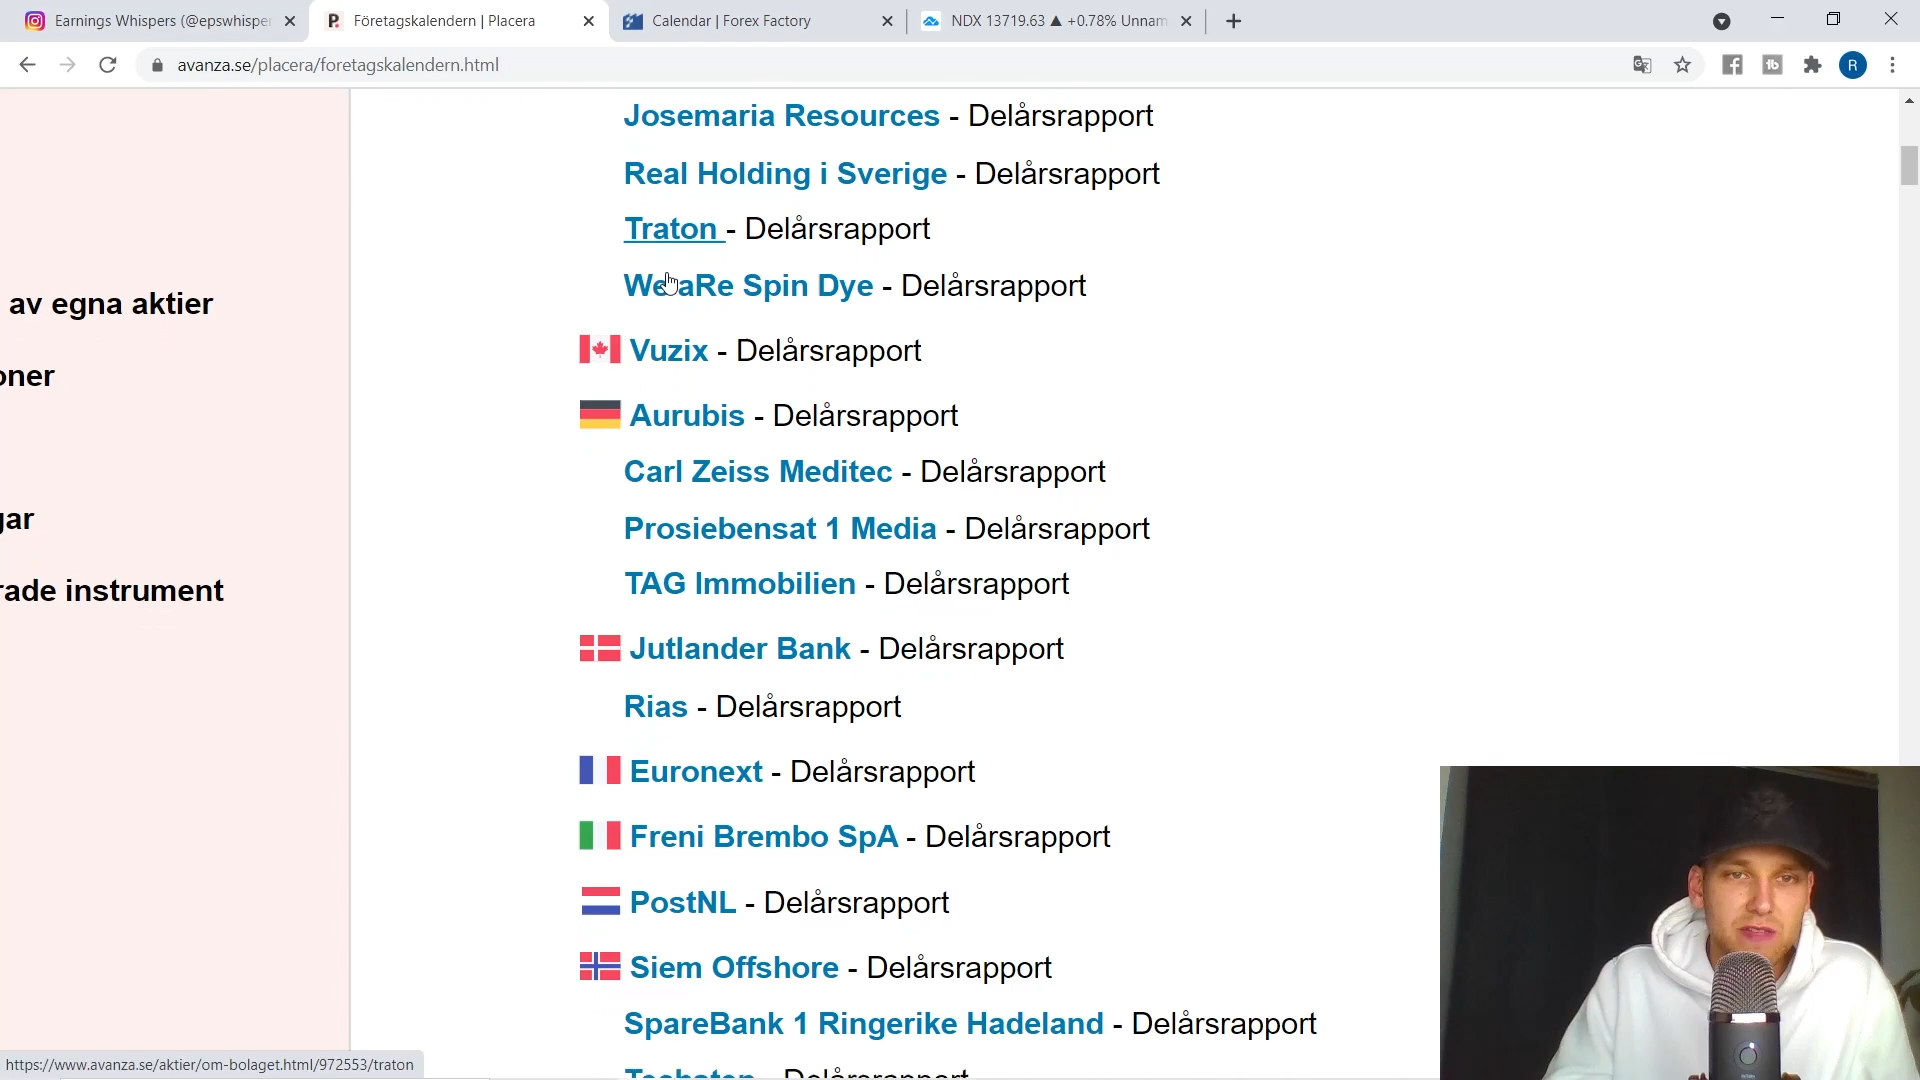 Earnings Whispers (@epswhispe
Företagskalendern | Placera
Calendar | Forex Factory
NDX 13719.63 ▲ +0.78% Unnam
avanza.se/placera/foretagskalendern.html
R
Josemaria Resources - Delårsrapport
Real Holding i Sverige - Delårsrapport
Traton - Delårsrapport
We aRe Spin Dye - Delårsrapport
av egna aktier
Vuzix - Delårsrapport
oner
Aurubis - Delårsrapport
Carl Zeiss Meditec - Delårsrapport
gar
Prosiebensat 1 Media - Delårsrapport
rade instrument
TAG Immobilien - Delårsrapport
Jutlander Bank - Delårsrapport
Rias - Delårsrapport
Euronext - Delårsrapport
Freni Brembo SpA - Delårsrapport
PostNL - Delårsrapport
Siem Offshore - Delårsrapport
SpareBank 1 Ringerike Hadeland - Delårsrapport
https://www.avanza.se/aktier/om-bolaget.html/972553/traton